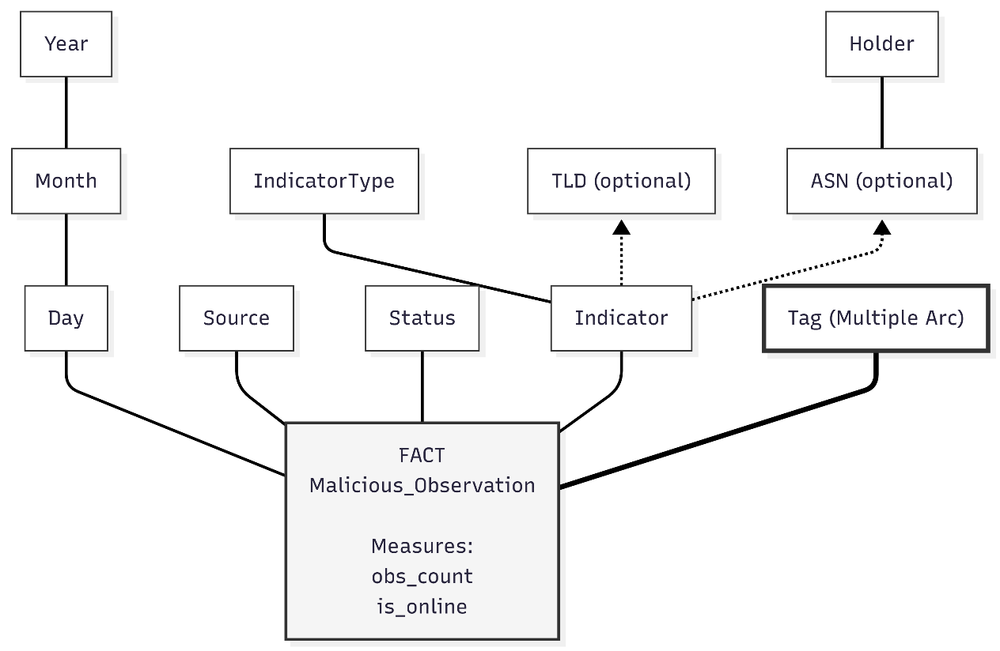 Year
Holder
Month
IndicatorType
TLD (optional)
ASN (optional)
Day
Source
Status
Indicator
Tag (Multiple Arc)
FACT
Malicious_Observation
Measures:
obs_count
is_online